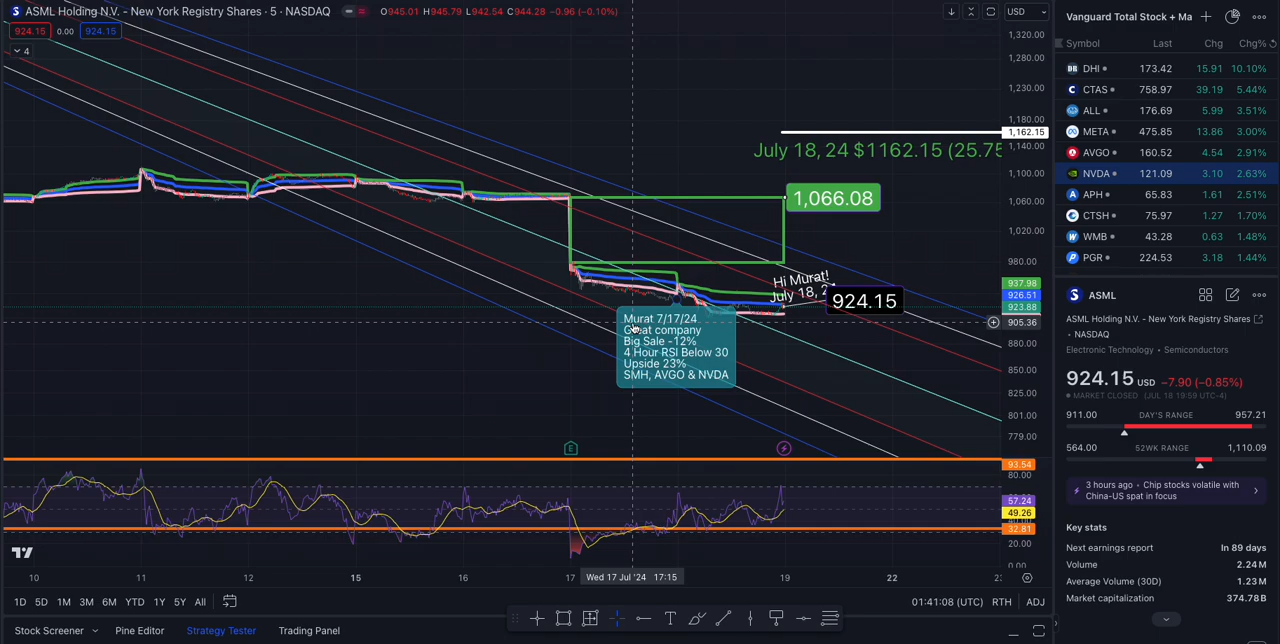 ASML Holding N.V. - New York Registry Shares · 5 · NASDAQ
O945.01 H945.79 L942.54 C944.28 −0.96 (−0.10%)
USD
924.15 0.00 924.15
4
1,320.00
1,280.00
1,230.00
1,180.00
1,162.15
1,140.00
1,100.00
1,060.00
1,020.00
980.00
937.98
926.51
923.88
905.36
880.00
850.00
825.00
801.00
779.00
July 18, 24 $1162.15 (25.75
1,066.08
Hi Murat!
July 18, 2
924.15
Murat 7/17/24
Great company
Big Sale -12%
4 Hour RSI Below 30
Upside 23%
SMH, AVGO & NVDA
E
93.54
80.00
57.24
49.26
32.81
20.00
0.00
10 11 12 15 16 17 Wed 17 Jul '24 17:15 19 22
1D 5D 1M 3M 6M YTD 1Y 5Y All
01:41:08 (UTC) RTH ADJ
Stock Screener Pine Editor Strategy Tester Trading Panel
Vanguard Total Stock + Ma
Symbol Last Chg Chg%
DHI 173.42 15.91 10.10%
CTAS 758.97 39.19 5.44%
ALL 176.69 5.99 3.51%
META 475.85 13.86 3.00%
AVGO 160.52 4.54 2.91%
NVDA 121.09 3.10 2.63%
APH 65.83 1.61 2.51%
CTSH 75.97 1.27 1.70%
WMB 43.28 0.63 1.48%
PGR 224.53 3.18 1.44%
ASML
ASML Holding N.V. - New York Registry Shares
• NASDAQ
Electronic Technology • Semiconductors
924.15 USD −7.90 (−0.85%)
MARKET CLOSED (JUL 18 19:59 UTC-4)
911.00 DAY'S RANGE 957.21
564.00 52WK RANGE 1,110.09
3 hours ago • Chip stocks volatile with
China-US spat in focus
Key stats
Next earnings report In 89 days
Volume 2.24 M
Average Volume (30D) 1.23 M
Market capitalization 374.78 B